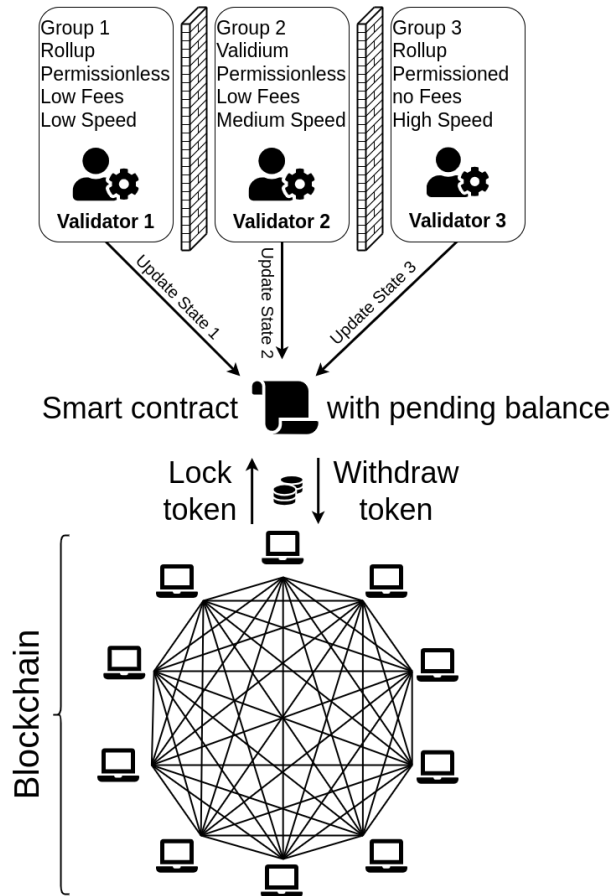 Group 1
Rollup
Permissionless
Low Fees
Low Speed
Validator 1
Group 2
Validium
Permissionless
Low Fees
Medium Speed
Validator 2
Group 3
Rollup
Permissioned
no Fees
High Speed
Validator 3
Update State 1
Update State 2
Update State 3
Smart contract with pending balance
Lock
token
Withdraw
token
Blockchain